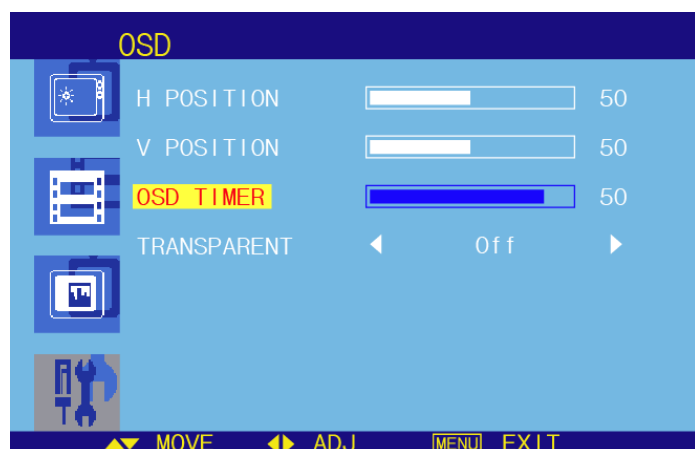 OSD
H POSITION 50
V POSITION 50
OSD TIMER 50
TRANSPARENT Off
MOVE ADJ MENU EXIT